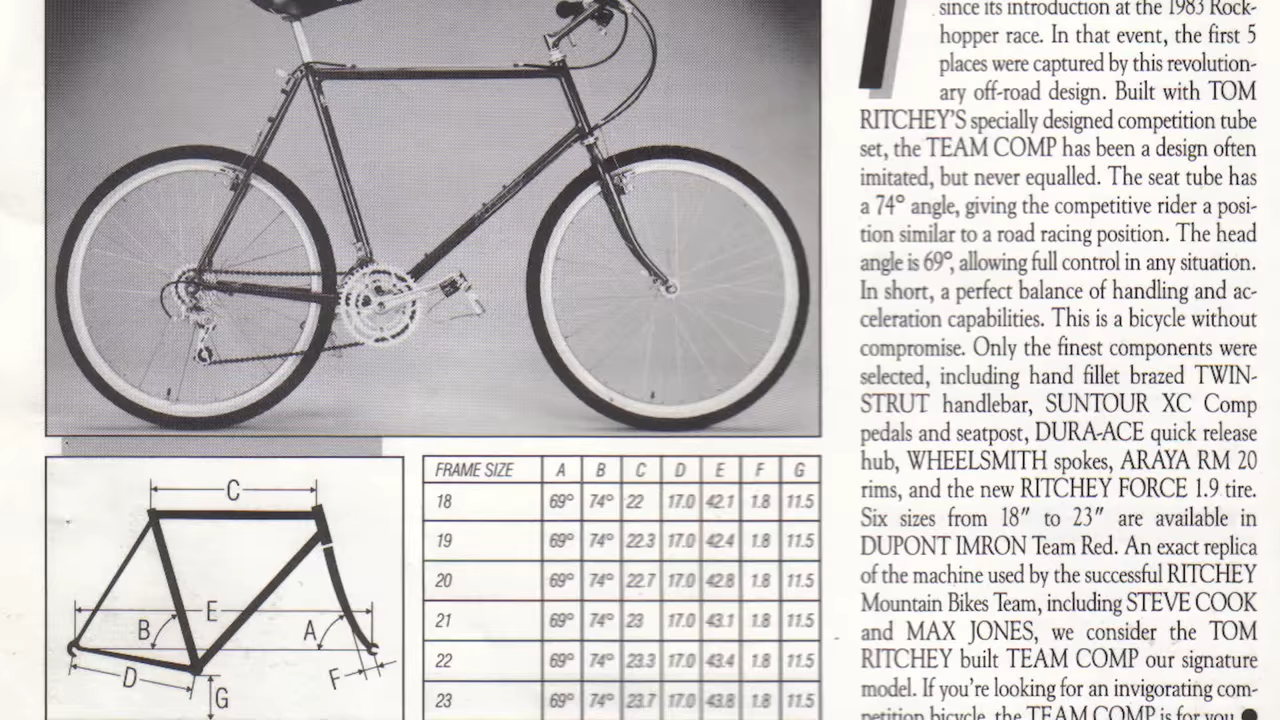 since its introduction at the 1983 Rock-
hopper race. In that event, the first 5
places were captured by this revolution-
ary off-road design. Built with TOM
RITCHEY'S specially designed competition tube
set, the TEAM COMP has been a design often
imitated, but never equalled. The seat tube has
a 74° angle, giving the competitive rider a posi-
tion similar to a road racing position. The head
angle is 69°, allowing full control in any situation.
In short, a perfect balance of handling and ac-
celeration capabilities. This is a bicycle without
compromise. Only the finest components were
selected, including hand fillet brazed TWIN-
STRUT handlebar, SUNTOUR XC Comp
pedals and seatpost, DURA-ACE quick release
hub, WHEELSMITH spokes, ARAYA RM 20
rims, and the new RITCHEY FORCE 1.9 tire.
Six sizes from 18″ to 23″ are available in
DUPONT IMRON Team Red. An exact replica
of the machine used by the successful RITCHEY
Mountain Bikes Team, including STEVE COOK
and MAX JONES, we consider the TOM
RITCHEY built TEAM COMP our signature
model. If you're looking for an invigorating com-
petition bicycle, the TEAM COMP is for you.
C
E
B
A
D
F
G
FRAME SIZE A B C D E F G
18 69° 74° 22 17.0 42.1 1.8 11.5
19 69° 74° 22.3 17.0 42.4 1.8 11.5
20 69° 74° 22.7 17.0 42.8 1.8 11.5
21 69° 74° 23 17.0 43.1 1.8 11.5
22 69° 74° 23.3 17.0 43.4 1.8 11.5
23 69° 74° 23.7 17.0 43.8 1.8 11.5